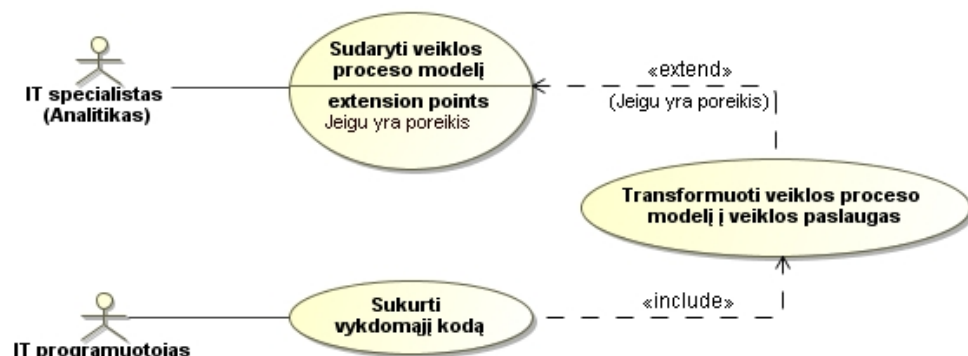 IT specialistas
(Analitikas)
Sudaryti veiklos
proceso modelį
extension points
Jeigu yra poreikis
«extend»
(Jeigu yra poreikis)
Transformuoti veiklos proceso
modelį į veiklos paslaugas
«include»
Sukurti
vykdomąjį kodą
IT programuotojas